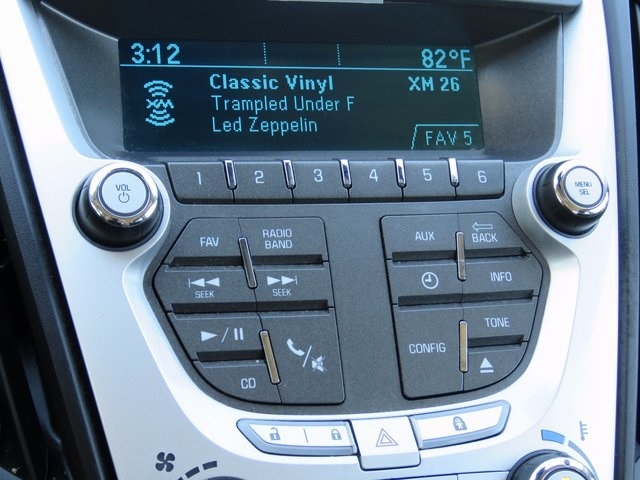 3:12 82°F
Classic Vinyl XM 26
XM Trampled Under F
Led Zeppelin
FAV 5
1 2 3 4 5 6
VOL
MENU
SEL
FAV RADIO
BAND
AUX BACK
SEEK SEEK
INFO
CD
CONFIG TONE